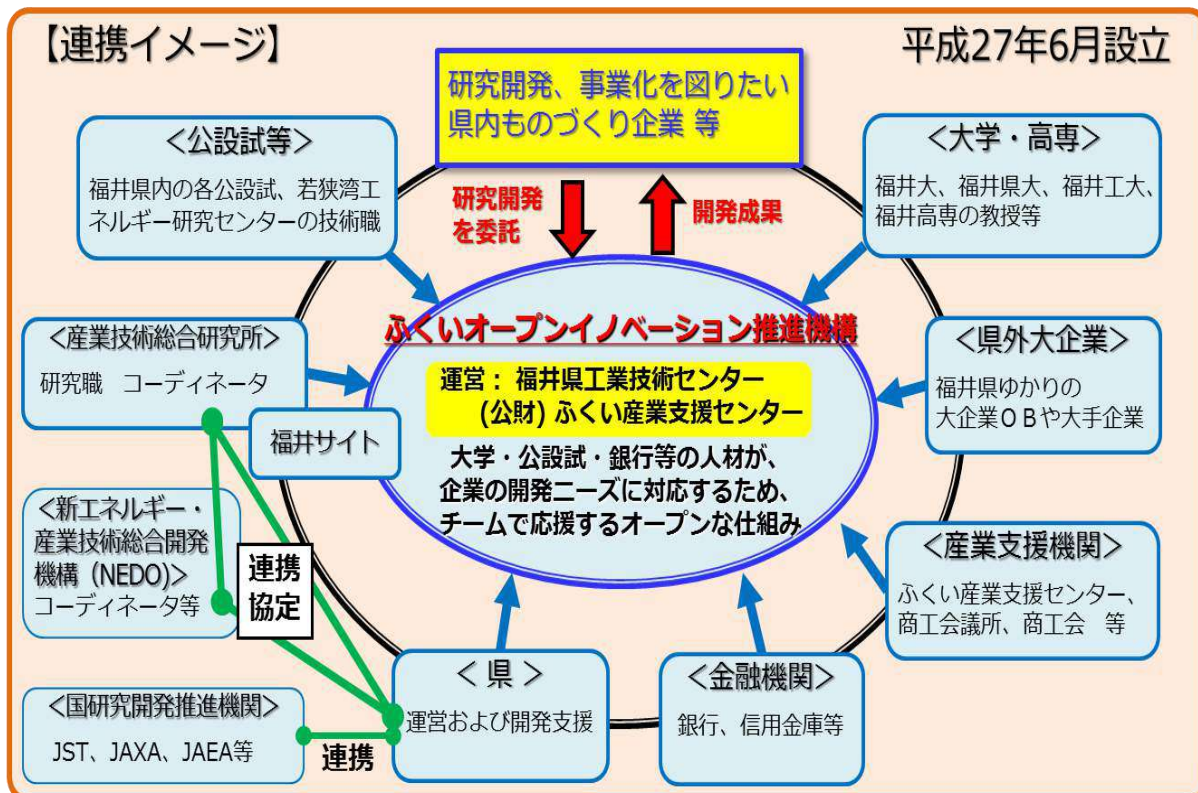 【連携イメージ】
平成27年6月設立
研究開発、事業化を図りたい
県内ものづくり企業 等
＜公設試等＞
福井県内の各公設試、若狭湾エ
ネルギー研究センターの技術職
研究開発
を委託
開発成果
＜大学・高専＞
福井大、福井県大、福井工大、
福井高専の教授等
＜産業技術総合研究所＞
研究職　コーディネータ
福井サイト
ふくいオープンイノベーション推進機構
運営： 福井県工業技術センター
(公財) ふくい産業支援センター
大学・公設試・銀行等の人材が、
企業の開発ニーズに対応するため、
チームで応援するオープンな仕組み
＜県外大企業＞
福井県ゆかりの
大企業ＯＢや大手企業
＜新エネルギー・
産業技術総合開発
機構（NEDO)＞
コーディネータ等
連携
協定
＜産業支援機関＞
ふくい産業支援センター、
商工会議所、商工会　等
＜国研究開発推進機関＞
JST、JAXA、JAEA等
連携
＜ 県 ＞
運営および開発支援
＜金融機関＞
銀行、信用金庫等